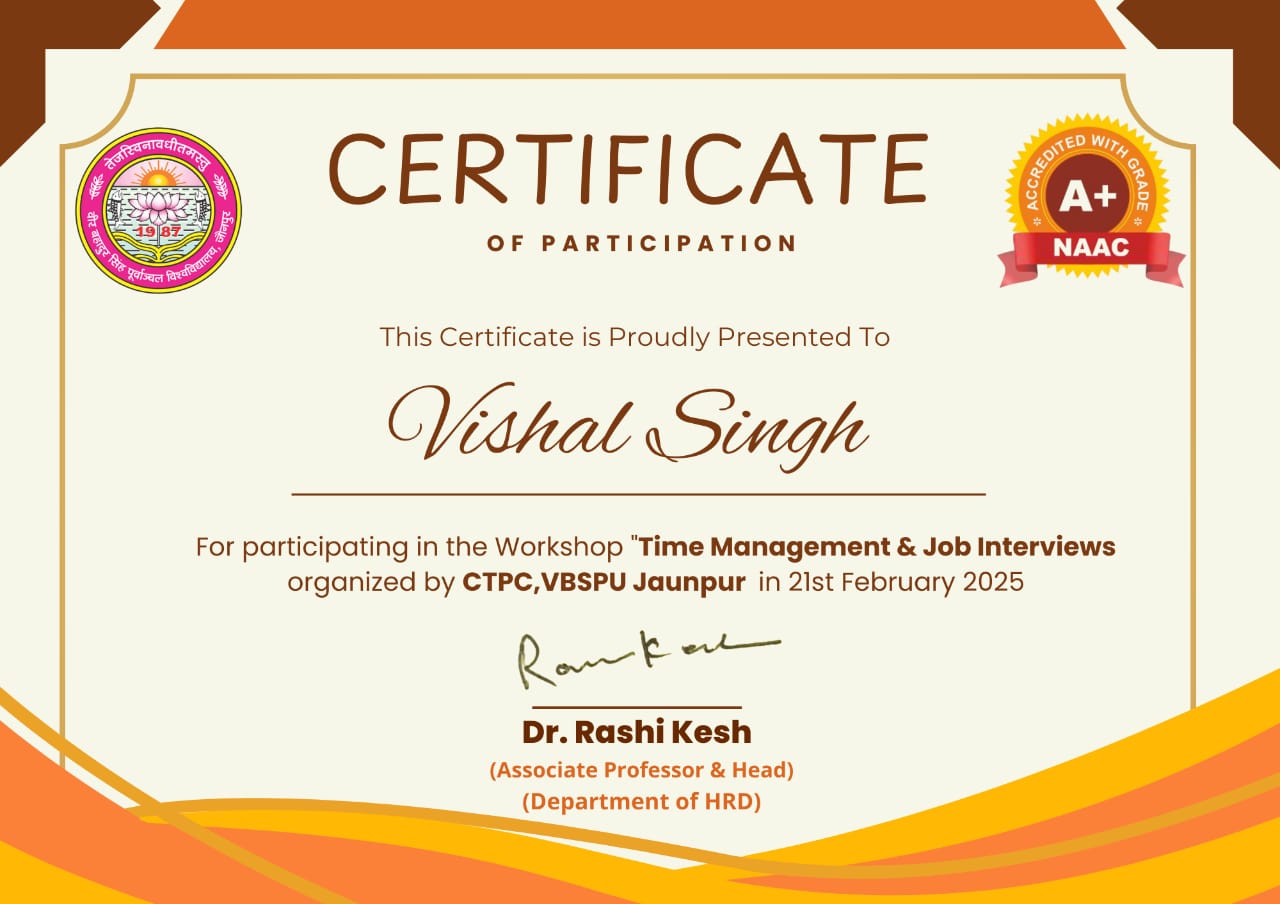 तेजस्विनावधीतमस्तु
1987
वीर बहादुर सिंह पूर्वाञ्चल विश्वविद्यालय, जौनपुर
CERTIFICATE
OF PARTICIPATION
ACCREDITED WITH GRADE
A+
NAAC
This Certificate is Proudly Presented To
Vishal Singh
For participating in the Workshop "Time Management & Job Interviews
organized by CTPC,VBSPU Jaunpur in 21st February 2025
Dr. Rashi Kesh
(Associate Professor & Head)
(Department of HRD)